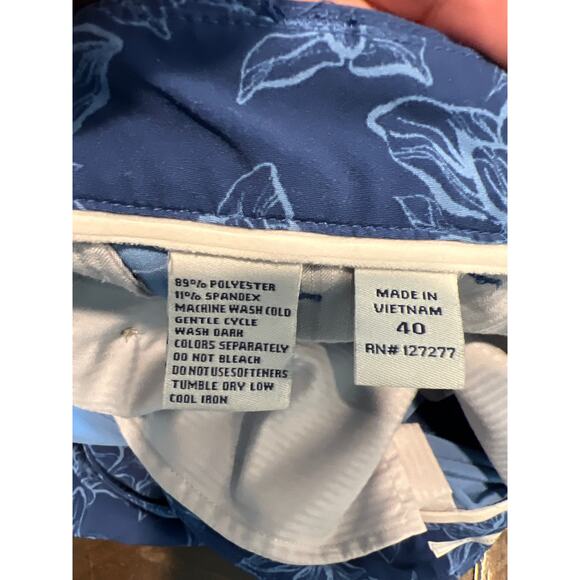 89% POLYESTER
11% SPANDEX
MACHINE WASH COLD
GENTLE CYCLE
WASH DARK
COLORS SEPARATELY
DO NOT BLEACH
DO NOT USE SOFTENERS
TUMBLE DRY LOW
COOL IRON
MADE IN
VIETNAM
40
RN# 127277